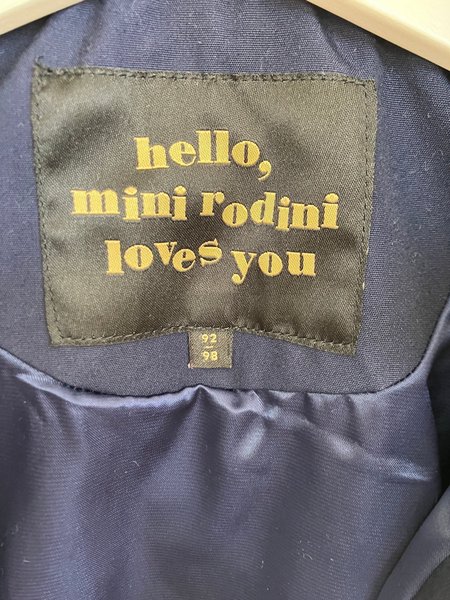 hello,
mini rodini
loves you
92
98